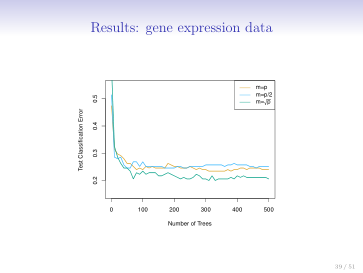 Results: gene expression data
m=p
m=p/2
m=√p
Test Classification Error
0.5
0.4
0.3
0.2
0 100 200 300 400 500
Number of Trees
39 / 51